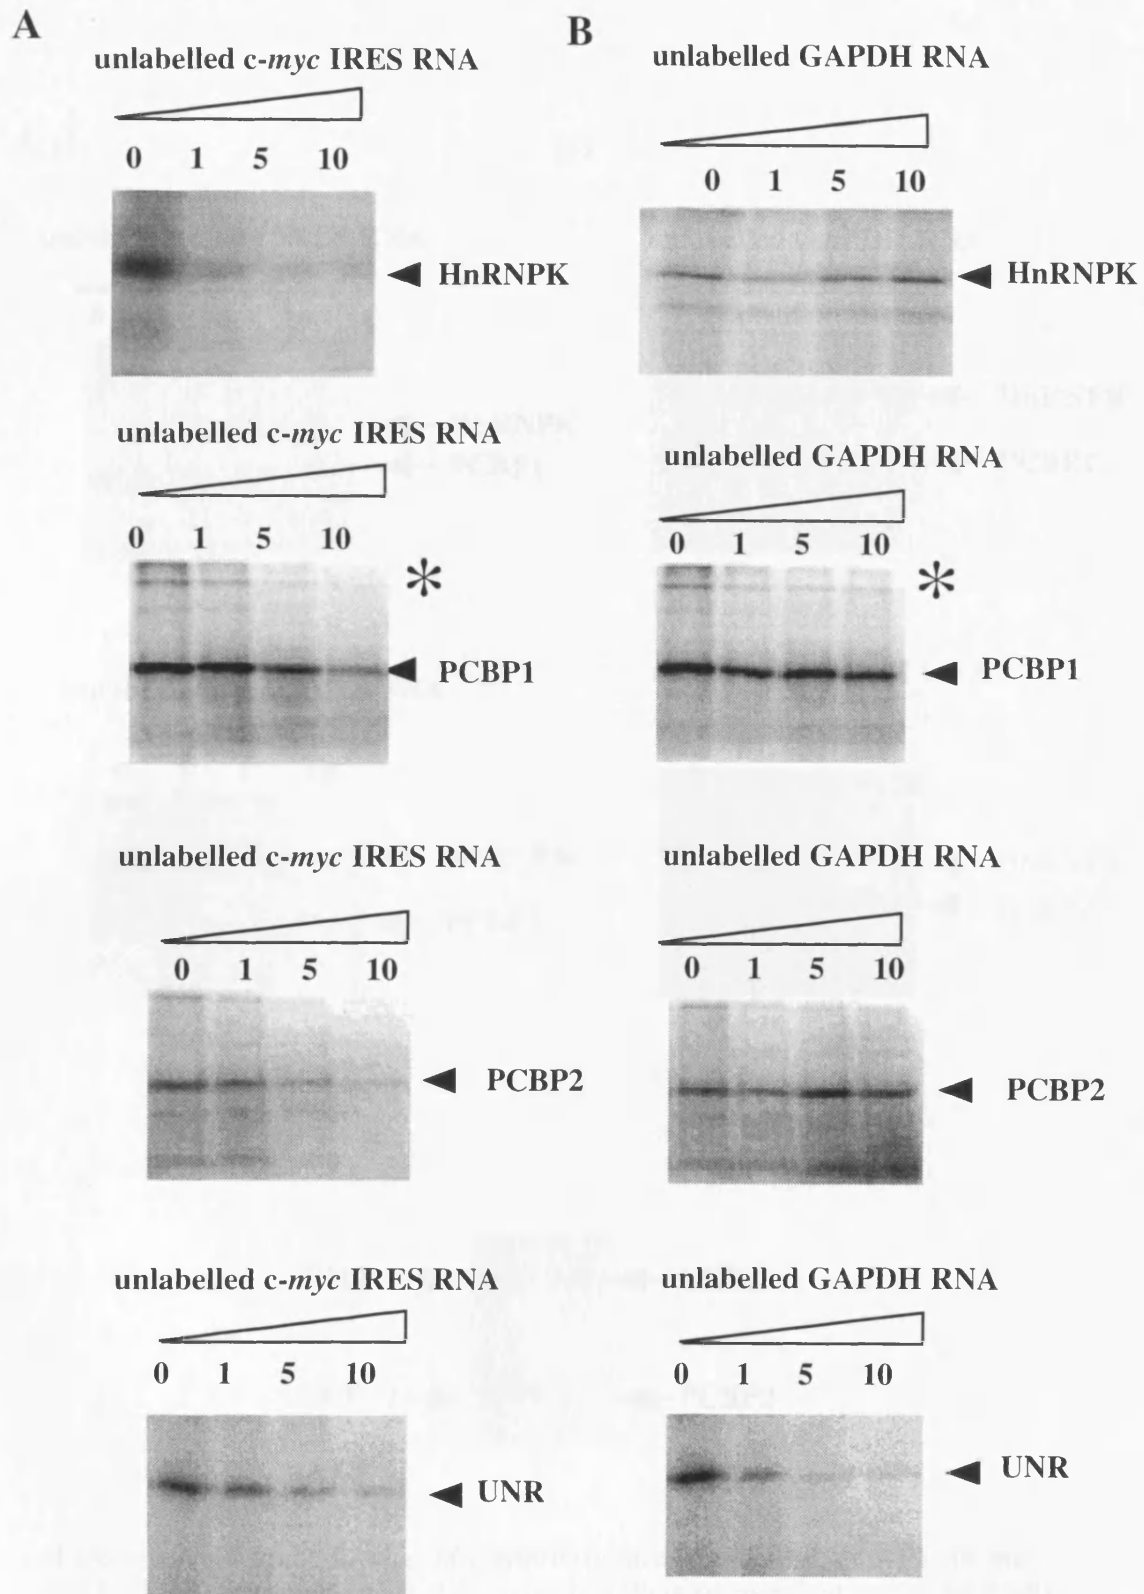 A
unlabelled c-myc IRES RNA
0 1 5 10
HnRNPK
unlabelled c-myc IRES RNA
0 1 5 10
*
PCBP1
unlabelled c-myc IRES RNA
0 1 5 10
PCBP2
unlabelled c-myc IRES RNA
0 1 5 10
UNR
B
unlabelled GAPDH RNA
0 1 5 10
HnRNPK
unlabelled GAPDH RNA
0 1 5 10
*
PCBP1
unlabelled GAPDH RNA
0 1 5 10
PCBP2
unlabelled GAPDH RNA
0 1 5 10
UNR